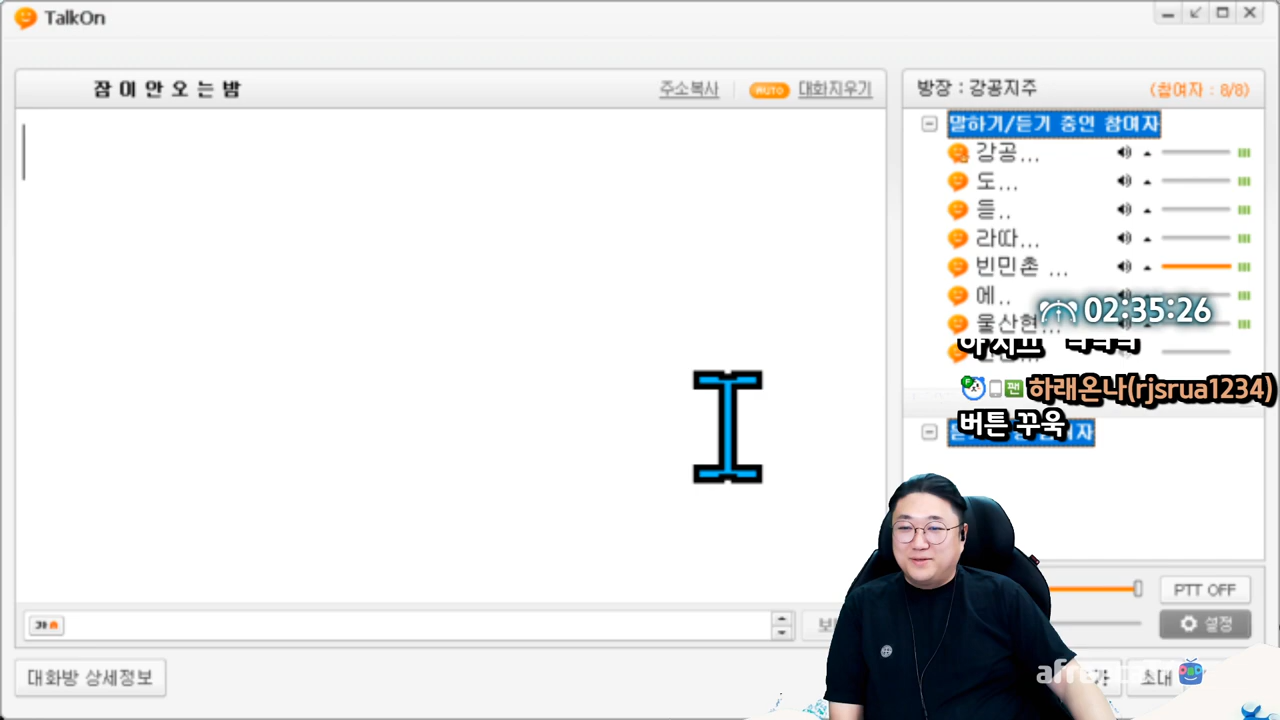 TalkOn
잠 이 안 오 는 밤
주소복사
AUTO
대화지우기
방장 : 강공지주
(참여자 : 8/8)
말하기/듣기 중인 참여자
강공...
도...
듣..
라따...
빈민촌 ...
에..
울산현...
02:35:26
ㅋㅋㅋ
팬 하래온나(rjsrua1234)
버튼 꾸욱
자
PTT OFF
설정
가
대화방 상세정보
초대